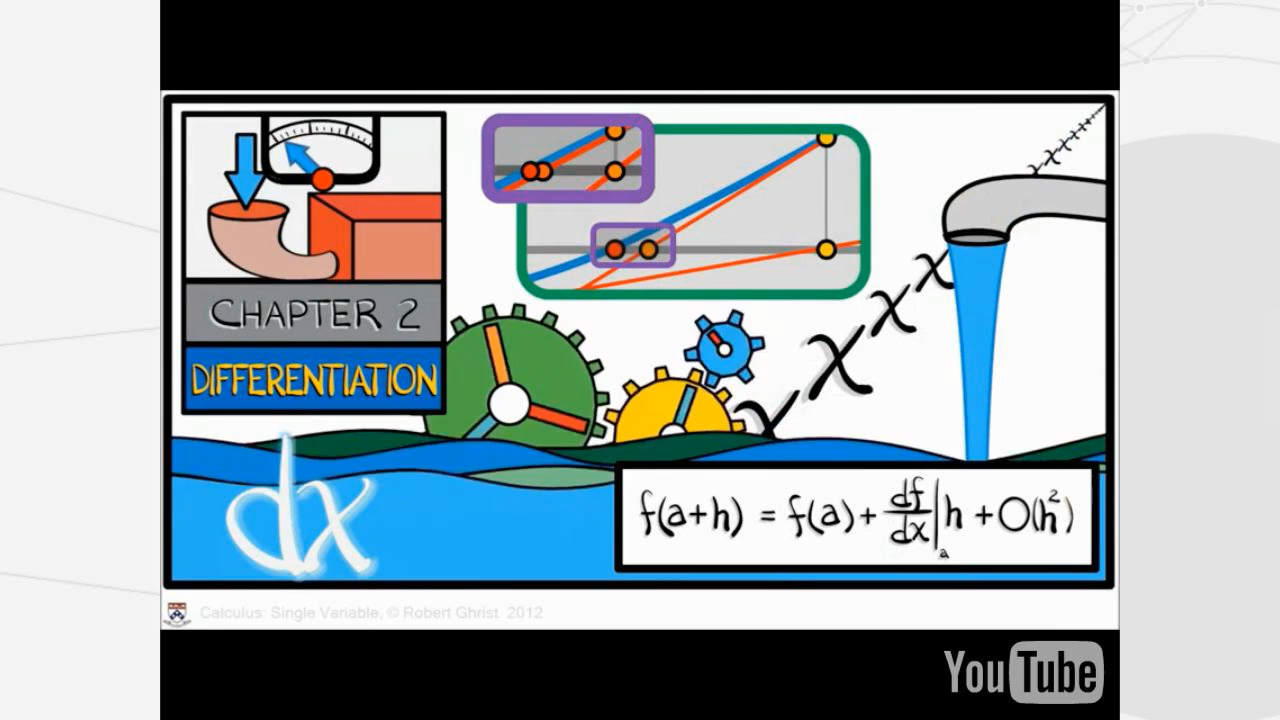 CHAPTER 2
DIFFERENTIATION
x x x x x x x x x
dx
f(a+h) = f(a) + df/dx|ₐ h + O(h²)
Calculus: Single Variable, © Robert Ghrist 2012
YouTube